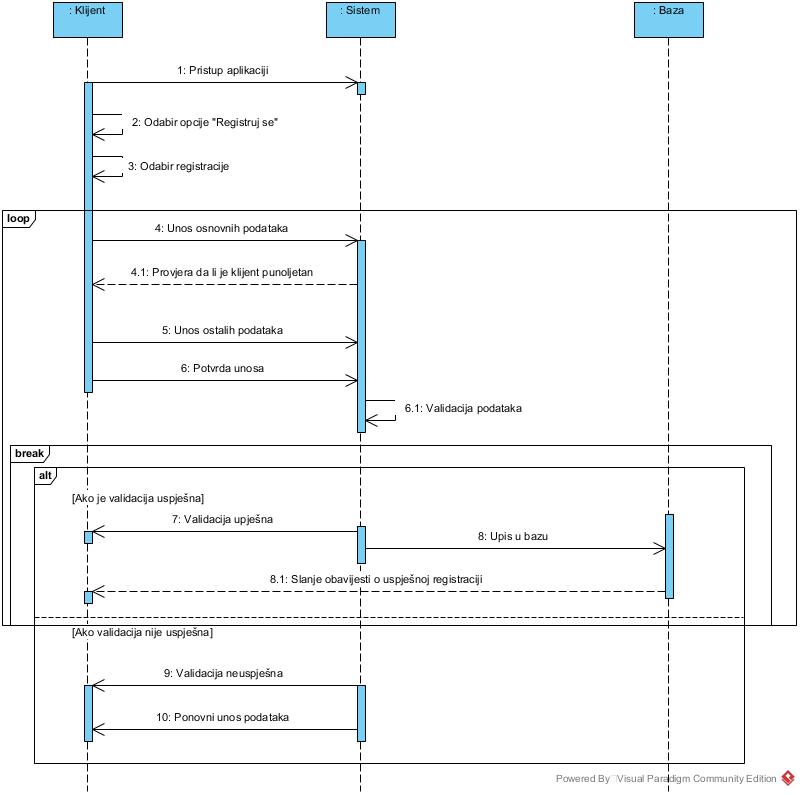 : Klijent
: Sistem
: Baza
1: Pristup aplikaciji
2: Odabir opcije "Registruj se"
3: Odabir registracije
loop
4: Unos osnovnih podataka
4.1: Provjera da li je klijent punoljetan
5: Unos ostalih podataka
6: Potvrda unosa
6.1: Validacija podataka
break
alt
[Ako je validacija uspješna]
7: Validacija upješna
8: Upis u bazu
8.1: Slanje obavijesti o uspješnoj registraciji
[Ako validacija nije uspješna]
9: Validacija neuspješna
10: Ponovni unos podataka
Powered By Visual Paradigm Community Edition